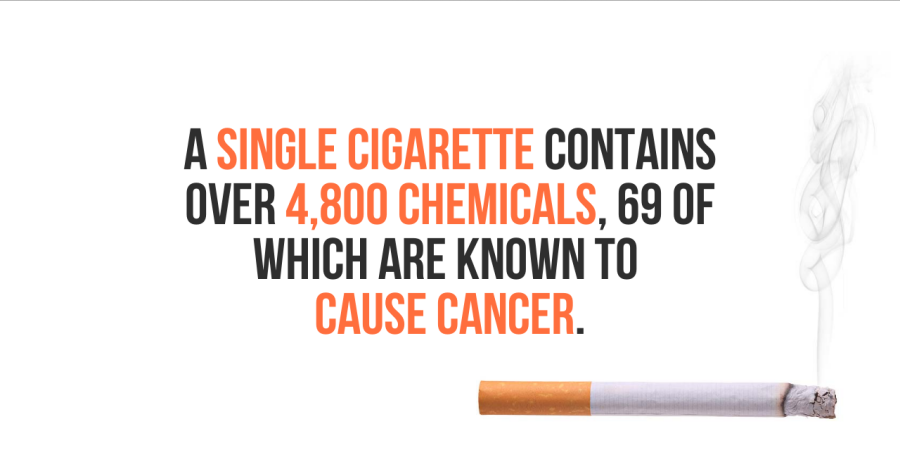 A SINGLE CIGARETTE CONTAINS
OVER 4,800 CHEMICALS, 69 OF
WHICH ARE KNOWN TO
CAUSE CANCER.